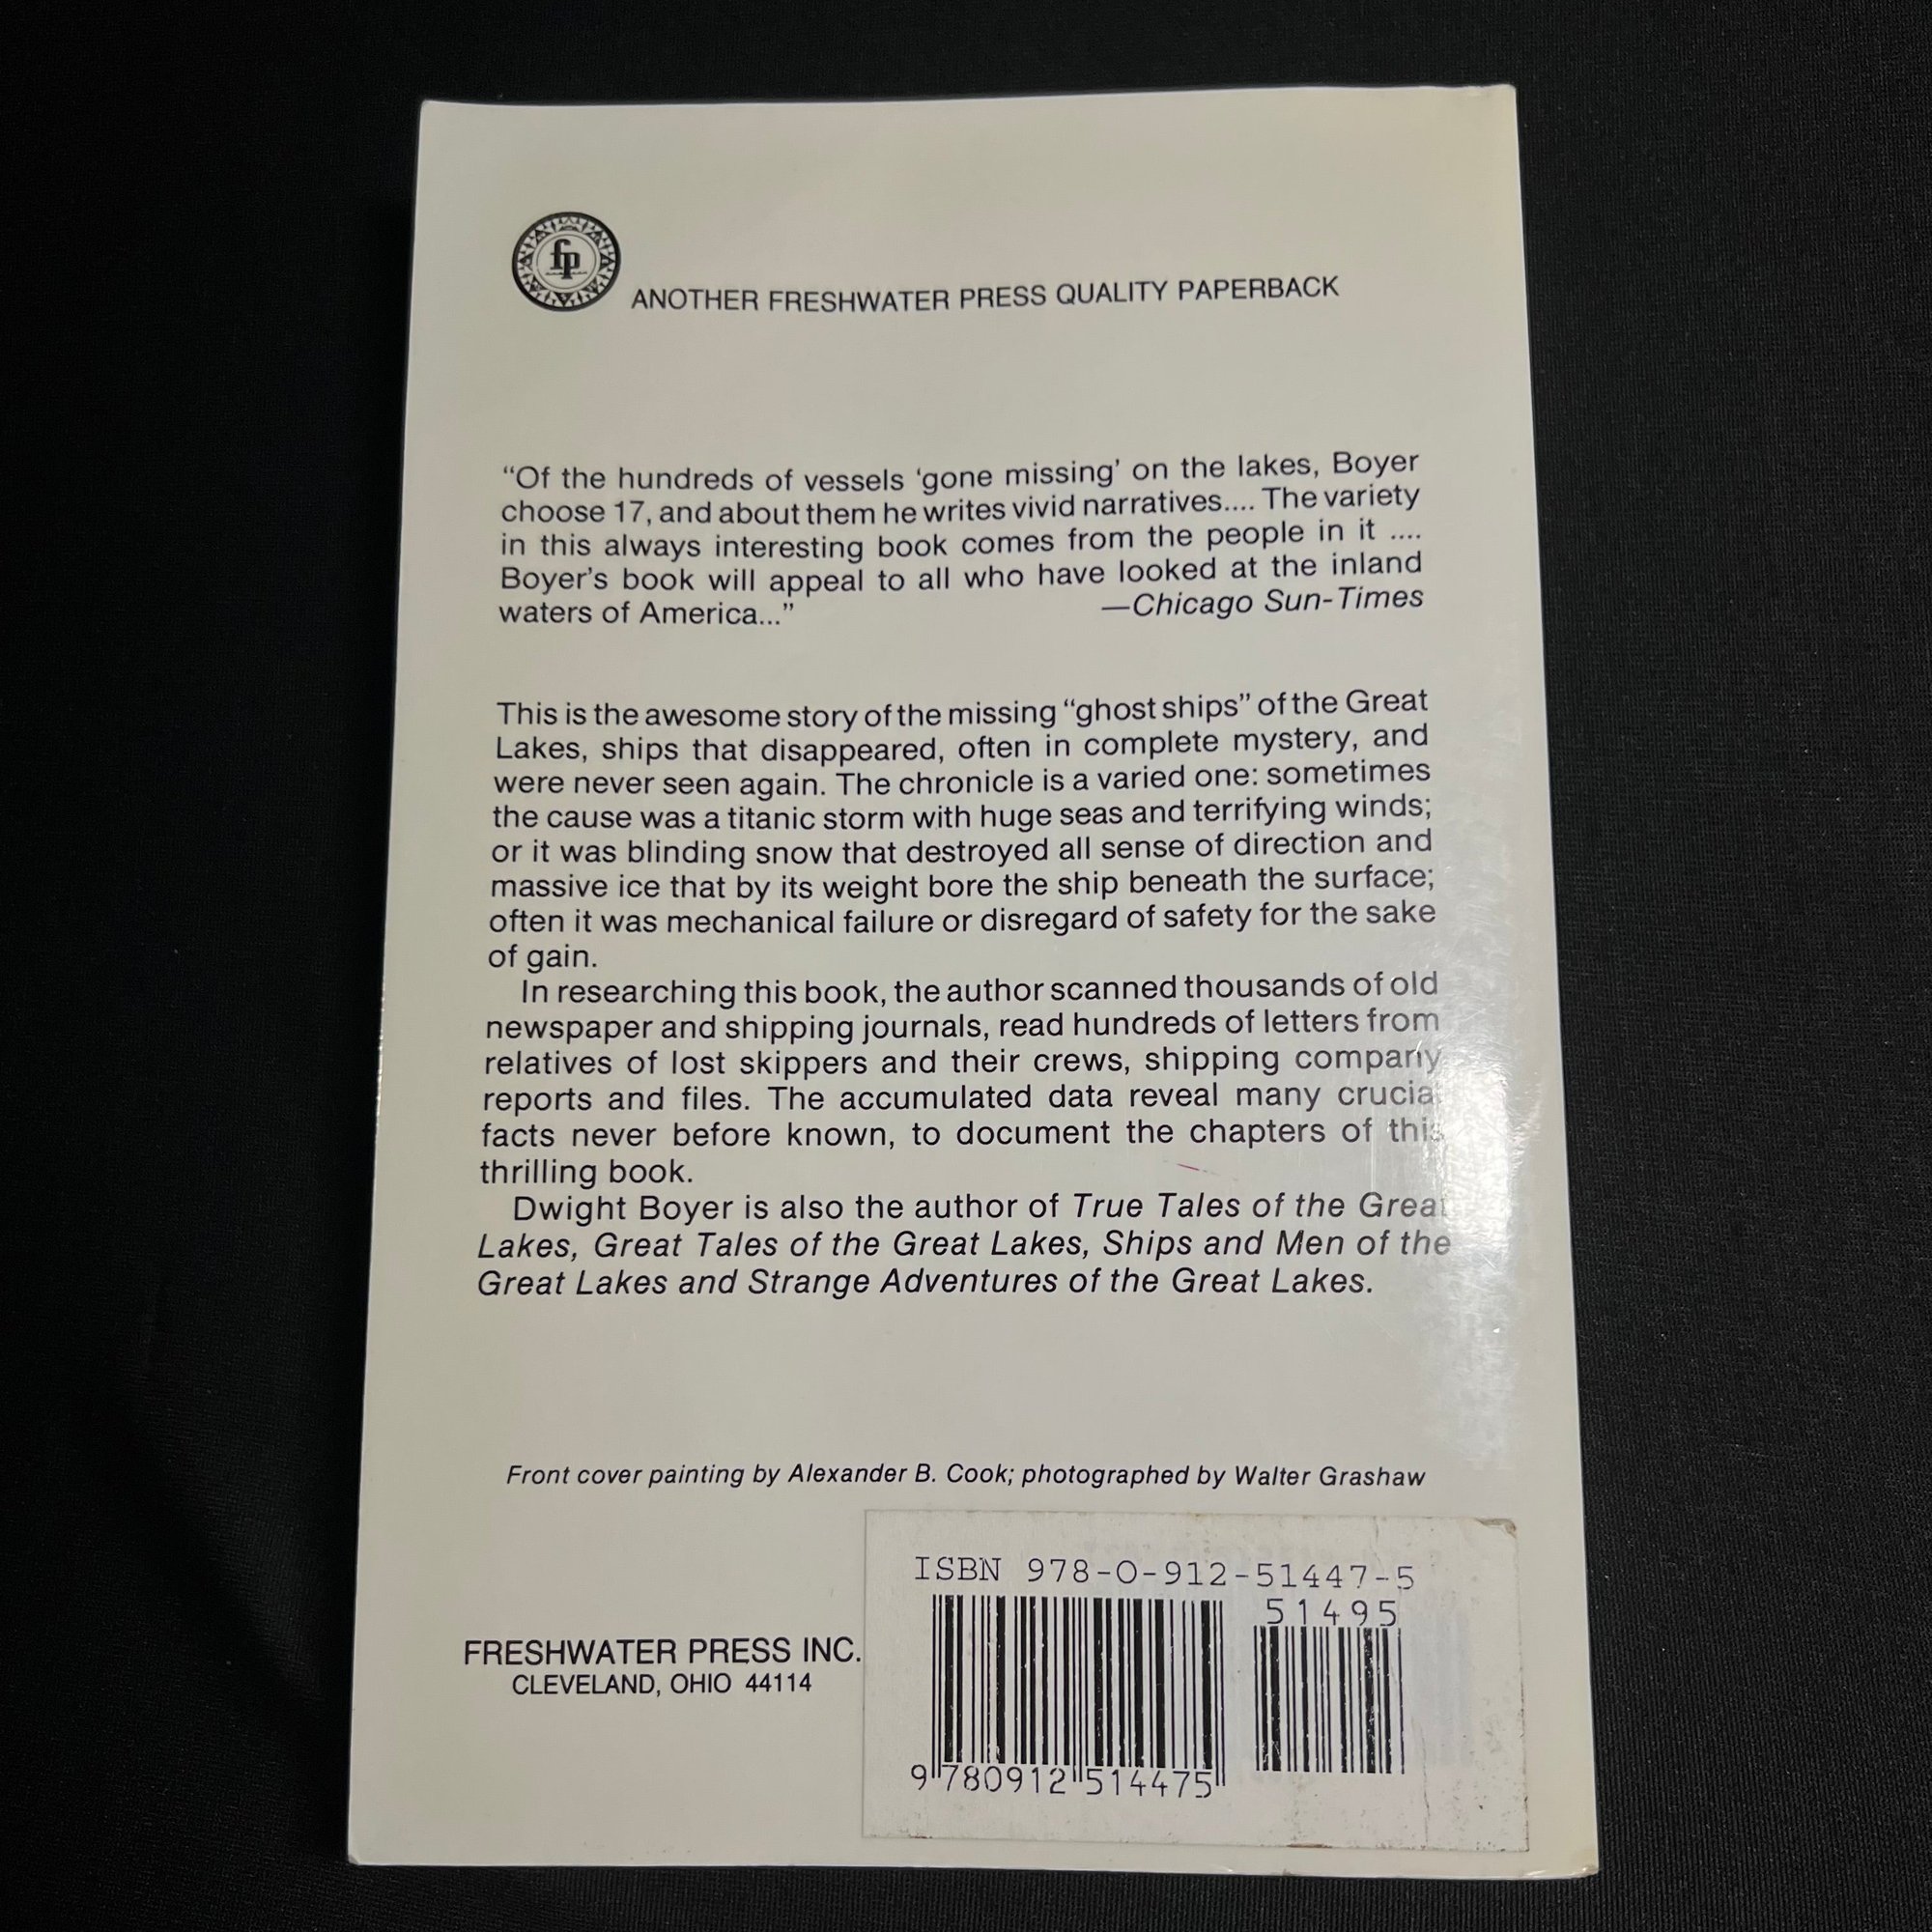 fp
ANOTHER FRESHWATER PRESS QUALITY PAPERBACK
“Of the hundreds of vessels ‘gone missing’ on the lakes, Boyer
choose 17, and about them he writes vivid narratives.... The variety
in this always interesting book comes from the people in it ....
Boyer’s book will appeal to all who have looked at the inland
waters of America...” —Chicago Sun-Times
This is the awesome story of the missing “ghost ships” of the Great
Lakes, ships that disappeared, often in complete mystery, and
were never seen again. The chronicle is a varied one: sometimes
the cause was a titanic storm with huge seas and terrifying winds;
or it was blinding snow that destroyed all sense of direction and
massive ice that by its weight bore the ship beneath the surface;
often it was mechanical failure or disregard of safety for the sake
of gain.
In researching this book, the author scanned thousands of old
newspaper and shipping journals, read hundreds of letters from
relatives of lost skippers and their crews, shipping company
reports and files. The accumulated data reveal many crucial
facts never before known, to document the chapters of this
thrilling book.
Dwight Boyer is also the author of True Tales of the Great
Lakes, Great Tales of the Great Lakes, Ships and Men of the
Great Lakes and Strange Adventures of the Great Lakes.
Front cover painting by Alexander B. Cook; photographed by Walter Grashaw
FRESHWATER PRESS INC.
CLEVELAND, OHIO 44114
ISBN 978-0-912-51447-5
51495
9 780912 514475